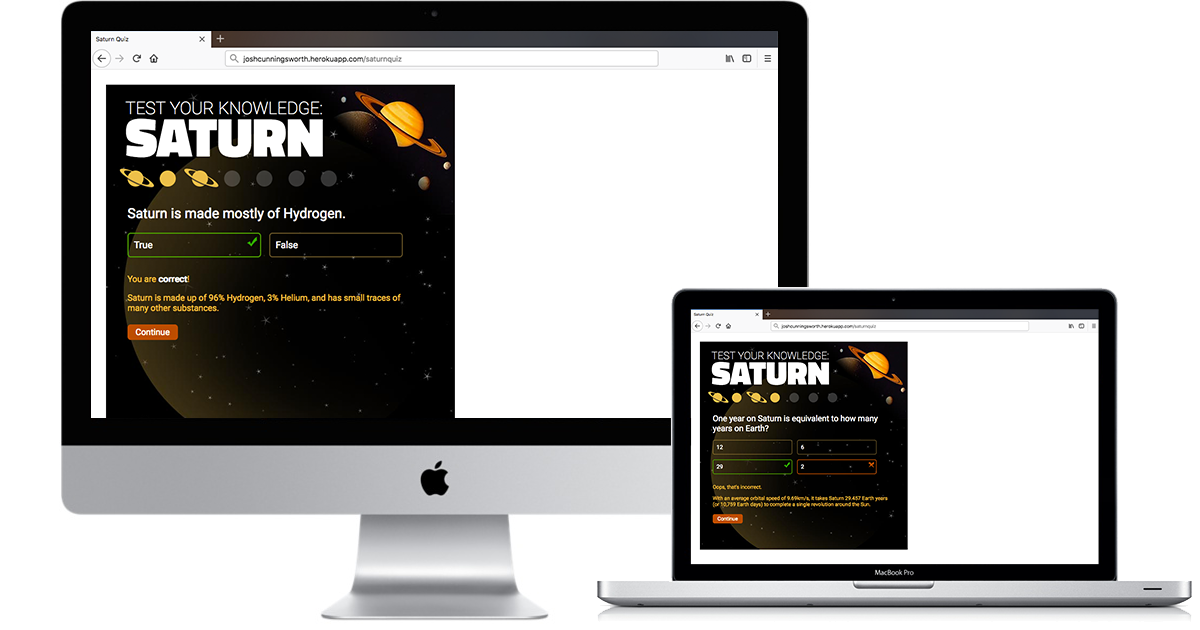 Saturn Quiz
joshcunningsworth.herokuapp.com/saturnquiz
TEST YOUR KNOWLEDGE:
SATURN
Saturn is made mostly of Hydrogen.
True
False
You are correct!
Saturn is made up of 96% Hydrogen, 3% Helium, and has small traces of
many other substances.
Continue
Saturn Quiz
joshcunningsworth.herokuapp.com/saturnquiz
TEST YOUR KNOWLEDGE:
SATURN
One year on Saturn is equivalent to how many
years on Earth?
12
6
29
2
Oops, that's incorrect.
With an average orbital speed of 9.69km/s, it takes Saturn 29.457 Earth years
(or 10,759 Earth days) to complete a single revolution around the Sun.
Continue
MacBook Pro